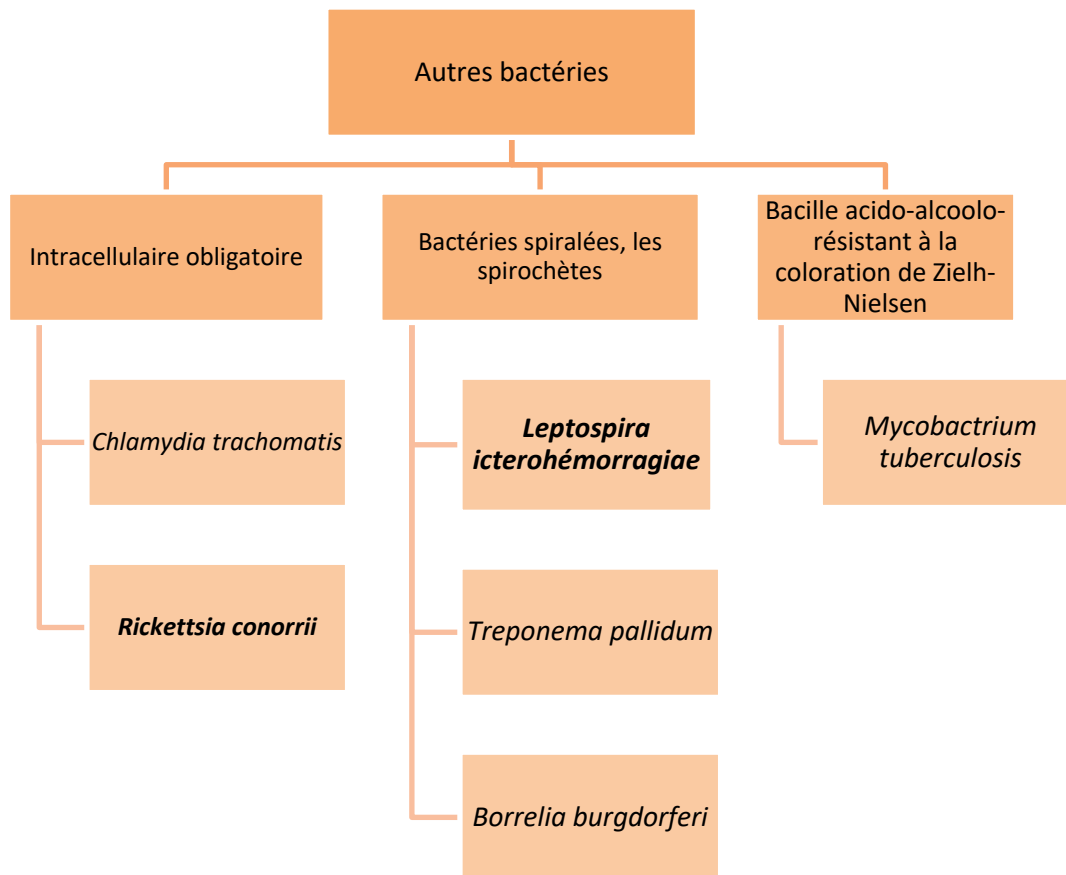 Autres bactéries
Intracellulaire obligatoire
Bactéries spiralées, les
spirochètes
Bacille acido-alcoolo-
résistant à la
coloration de Zielh-
Nielsen
Chlamydia trachomatis
Rickettsia conorrii
Leptospira
icterohémorragiae
Treponema pallidum
Borrelia burgdorferi
Mycobactrium
tuberculosis